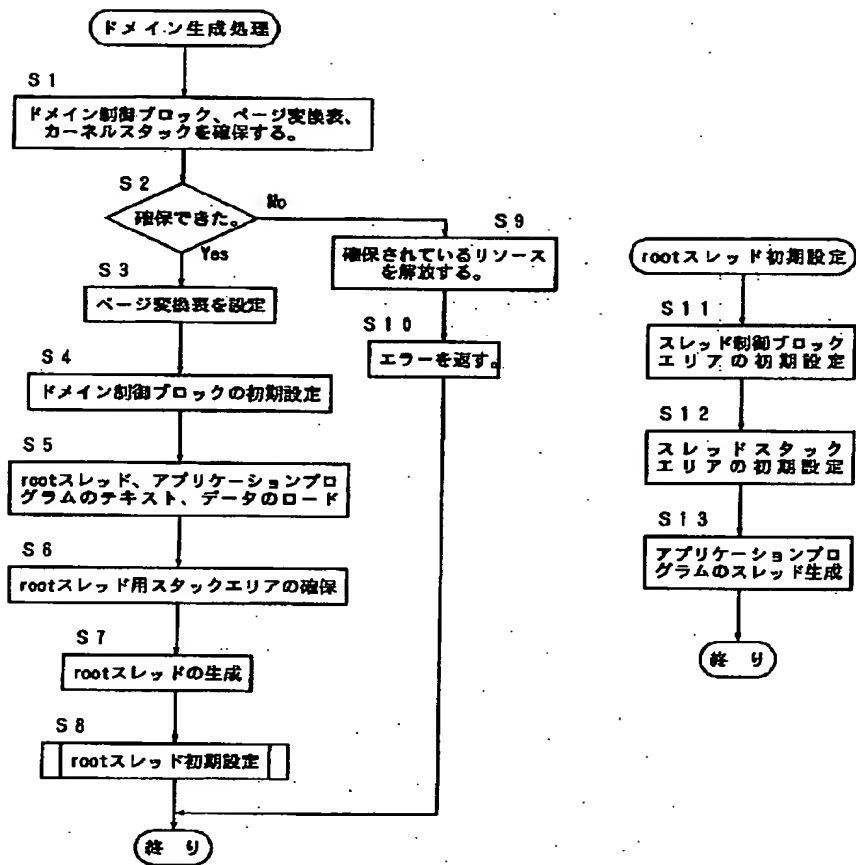 ドメイン生成処理
S1
ドメイン制御ブロック、ページ変換表、
カーネルスタックを確保する。
S2
確保できた。
No
Yes
S3
ページ変換表を設定
S4
ドメイン制御ブロックの初期設定
S5
rootスレッド、アプリケーションプロ
グラムのテキスト、データのロード
S6
rootスレッド用スタックエリアの確保
S7
rootスレッドの生成
S8
rootスレッド初期設定
終り
S9
確保されているリソース
を解放する。
S10
エラーを返す。
rootスレッド初期設定
S11
スレッド制御ブロック
エリアの初期設定
S12
スレッドスタック
エリアの初期設定
S13
アプリケーションプロ
グラムのスレッド生成
終り